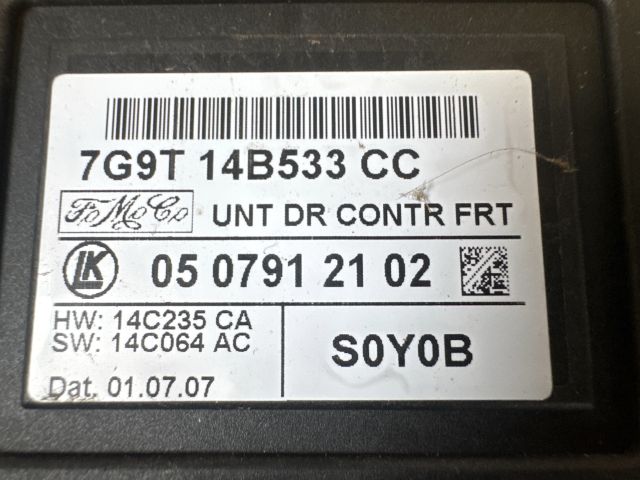 7G9T 14B533 CC
FoMoCo UNT DR CONTR FRT
LK 05 0791 21 02
HW: 14C235 CA
SW: 14C064 AC
S0Y0B
Dat. 01.07.07